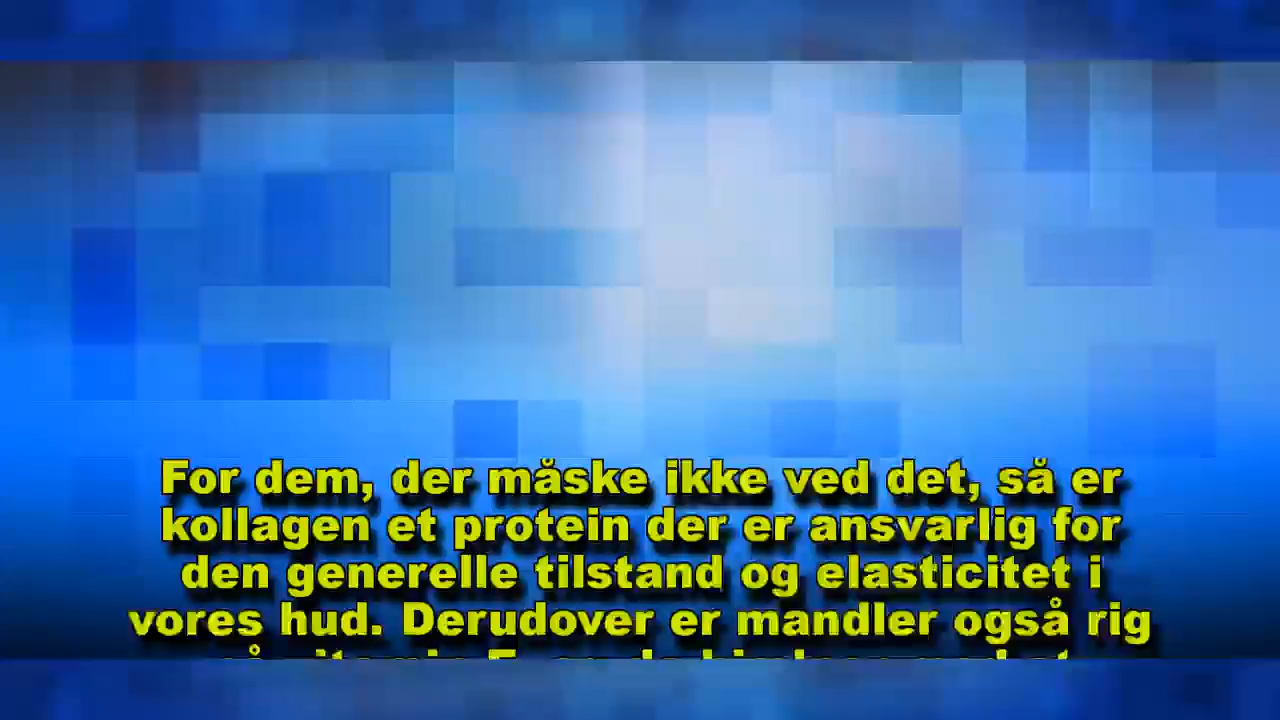 For dem, der måske ikke ved det, så er
kollagen et protein der er ansvarlig for
den generelle tilstand og elasticitet i
vores hud. Derudover er mandler også rig